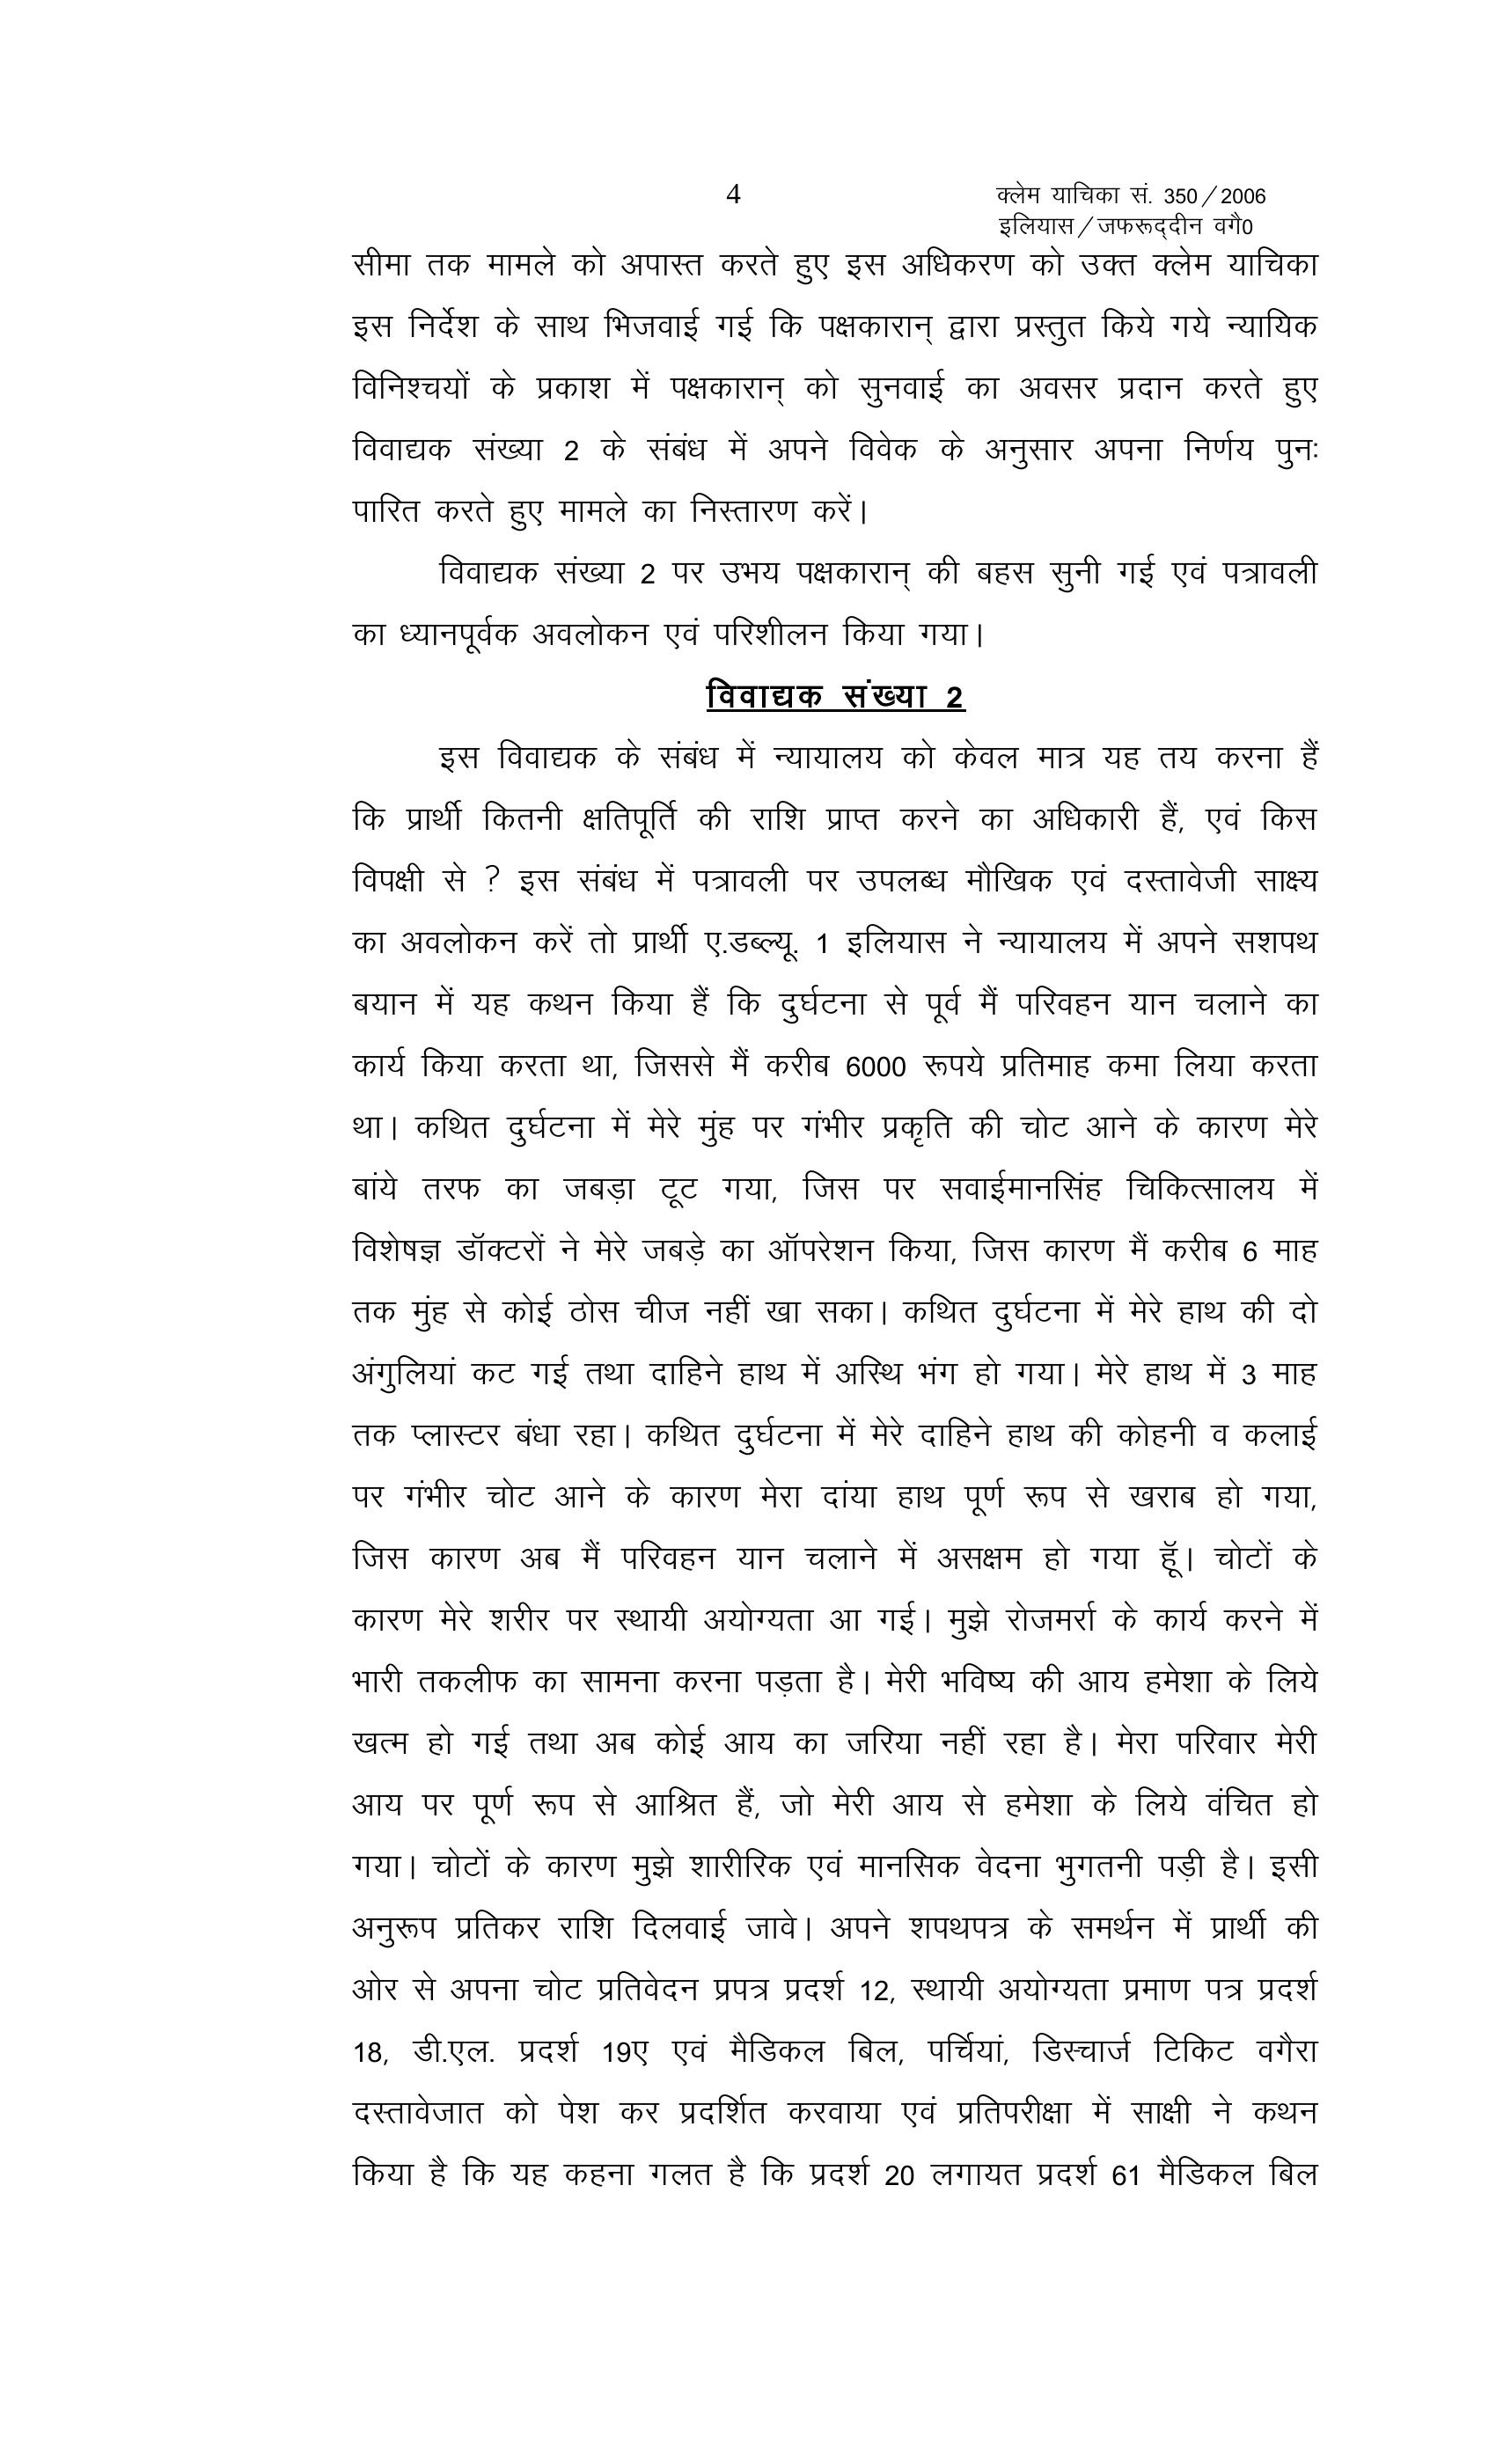 4 क्लेम याचिका सं. 350/2006
इलियास/जफरूद्दीन वगै0
सीमा तक मामले को अपास्त करते हुए इस अधिकरण को उक्त क्लेम याचिका
इस निर्देश के साथ भिजवाई गई कि पक्षकारान् द्वारा प्रस्तुत किये गये न्यायिक
विनिश्चयों के प्रकाश में पक्षकारान् को सुनवाई का अवसर प्रदान करते हुए
विवाद्यक संख्या 2 के संबंध में अपने विवेक के अनुसार अपना निर्णय पुनः
पारित करते हुए मामले का निस्तारण करें।
विवाद्यक संख्या 2 पर उभय पक्षकारान् की बहस सुनी गई एवं पत्रावली
का ध्यानपूर्वक अवलोकन एवं परिशीलन किया गया।
विवाद्यक संख्या 2
इस विवाद्यक के संबंध में न्यायालय को केवल मात्र यह तय करना हैं
कि प्रार्थी कितनी क्षतिपूर्ति की राशि प्राप्त करने का अधिकारी हैं, एवं किस
विपक्षी से ? इस संबंध में पत्रावली पर उपलब्ध मौखिक एवं दस्तावेजी साक्ष्य
का अवलोकन करें तो प्रार्थी ए.डब्ल्यू. 1 इलियास ने न्यायालय में अपने सशपथ
बयान में यह कथन किया हैं कि दुर्घटना से पूर्व मैं परिवहन यान चलाने का
कार्य किया करता था, जिससे मैं करीब 6000 रूपये प्रतिमाह कमा लिया करता
था। कथित दुर्घटना में मेरे मुंह पर गंभीर प्रकृति की चोट आने के कारण मेरे
बांये तरफ का जबड़ा टूट गया, जिस पर सवाईमानसिंह चिकित्सालय में
विशेषज्ञ डॉक्टरों ने मेरे जबड़े का ऑपरेशन किया, जिस कारण मैं करीब 6 माह
तक मुंह से कोई ठोस चीज नहीं खा सका। कथित दुर्घटना में मेरे हाथ की दो
अंगुलियां कट गई तथा दाहिने हाथ में अस्थि भंग हो गया। मेरे हाथ में 3 माह
तक प्लास्टर बंधा रहा। कथित दुर्घटना में मेरे दाहिने हाथ की कोहनी व कलाई
पर गंभीर चोट आने के कारण मेरा दांया हाथ पूर्ण रूप से खराब हो गया,
जिस कारण अब मैं परिवहन यान चलाने में असक्षम हो गया हॅू। चोटों के
कारण मेरे शरीर पर स्थायी अयोग्यता आ गई। मुझे रोजमर्रा के कार्य करने में
भारी तकलीफ का सामना करना पड़ता है। मेरी भविष्य की आय हमेशा के लिये
खत्म हो गई तथा अब कोई आय का जरिया नहीं रहा है। मेरा परिवार मेरी
आय पर पूर्ण रूप से आश्रित हैं, जो मेरी आय से हमेशा के लिये वंचित हो
गया। चोटों के कारण मुझे शारीरिक एवं मानसिक वेदना भुगतनी पड़ी है। इसी
अनुरूप प्रतिकर राशि दिलवाई जावे। अपने शपथपत्र के समर्थन में प्रार्थी की
ओर से अपना चोट प्रतिवेदन प्रपत्र प्रदर्श 12, स्थायी अयोग्यता प्रमाण पत्र प्रदर्श
18, डी.एल. प्रदर्श 19ए एवं मैडिकल बिल, पर्चियां, डिस्चार्ज टिकिट वगैरा
दस्तावेजात को पेश कर प्रदर्शित करवाया एवं प्रतिपरीक्षा में साक्षी ने कथन
किया है कि यह कहना गलत है कि प्रदर्श 20 लगायत प्रदर्श 61 मैडिकल बिल